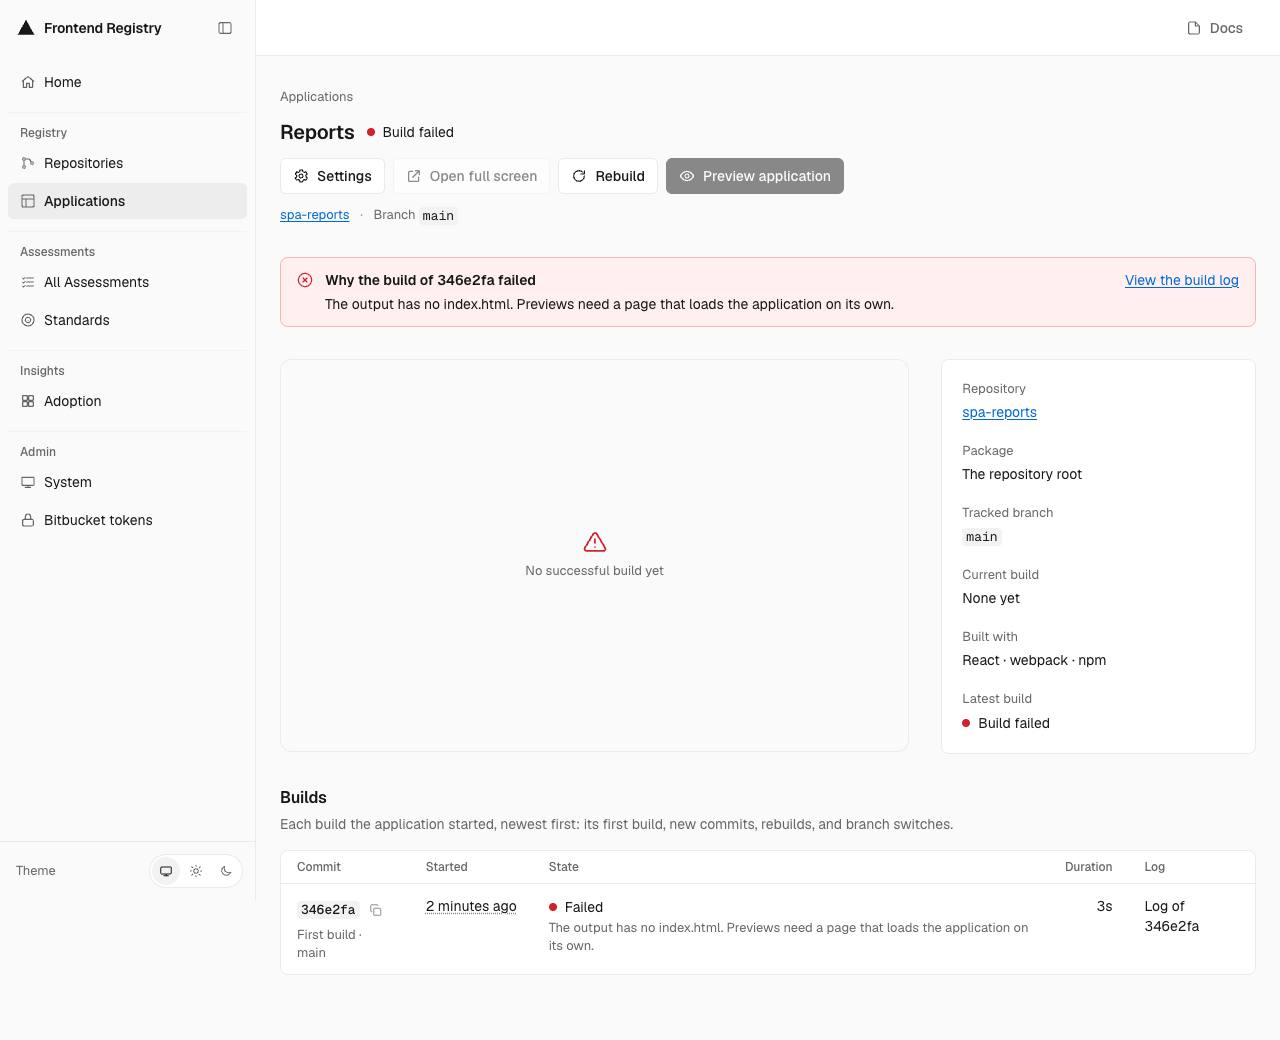 Frontend Registry
Docs
Home
Registry
Repositories
Applications
Assessments
All Assessments
Standards
Insights
Adoption
Admin
System
Bitbucket tokens
Theme
Applications
Reports
Build failed
Settings
Open full screen
Rebuild
Preview application
spa-reports · Branch main
Why the build of 346e2fa failed
View the build log
The output has no index.html. Previews need a page that loads the application on its own.
No successful build yet
Repository
spa-reports
Package
The repository root
Tracked branch
main
Current build
None yet
Built with
React · webpack · npm
Latest build
Build failed
Builds
Each build the application started, newest first: its first build, new commits, rebuilds, and branch switches.
Commit Started State Duration Log
346e2fa
First build ·
main
2 minutes ago
Failed
The output has no index.html. Previews need a page that loads the application on
its own.
3s
Log of
346e2fa